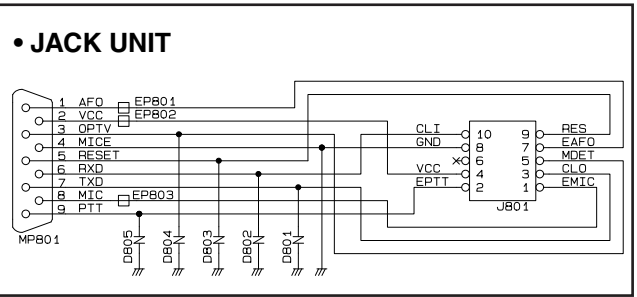 • JACK UNIT
1 AFO EP801
2 VCC EP802
3 OPTV
4 MICE
5 RESET
6 RXD
7 TXD
8 MIC EP803
9 PTT
MP801
D805 D804 D803 D802 D801
CLI 10 9 RES
GND 8 7 EAFO
6 5 MDET
VCC 4 3 CLO
EPTT 2 1 EMIC
J801